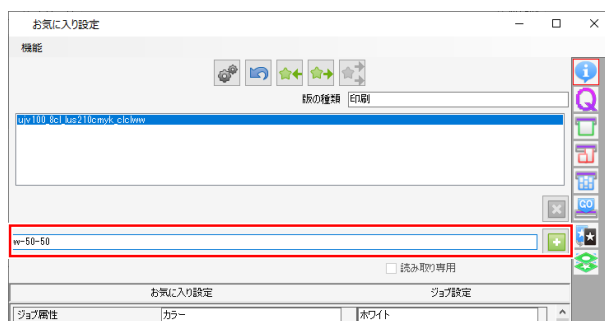 お気に入り設定
機能
版の種類 印刷
ujv100_8cl_lus210cmyk_clclww
w-50-50
読み取り専用
お気に入り設定 ジョブ設定
ジョブ属性 カラー ホワイト
Q
GO